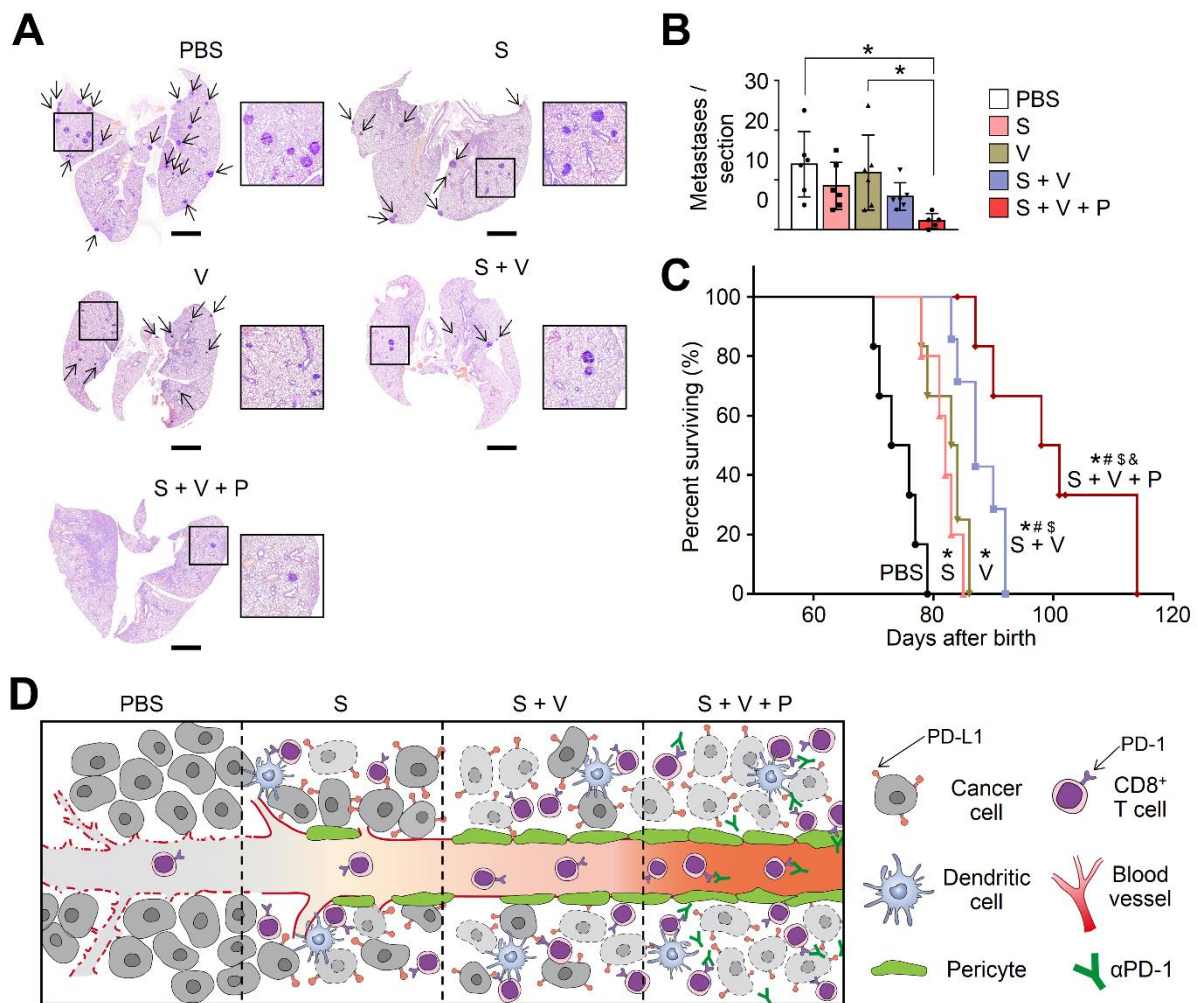 A
PBS
S
V
S + V
S + V + P
B
Metastases /
section
30
20
10
0
*
*
PBS
S
V
S + V
S + V + P
C
Percent surviving (%)
100
80
60
40
20
0
60
80
100
120
Days after birth
PBS
*
S
*
V
*# $
S + V
*# $ &
S + V + P
D
PBS
S
S + V
S + V + P
PD-L1
Cancer
cell
PD-1
CD8+
T cell
Dendritic
cell
Blood
vessel
Pericyte
αPD-1